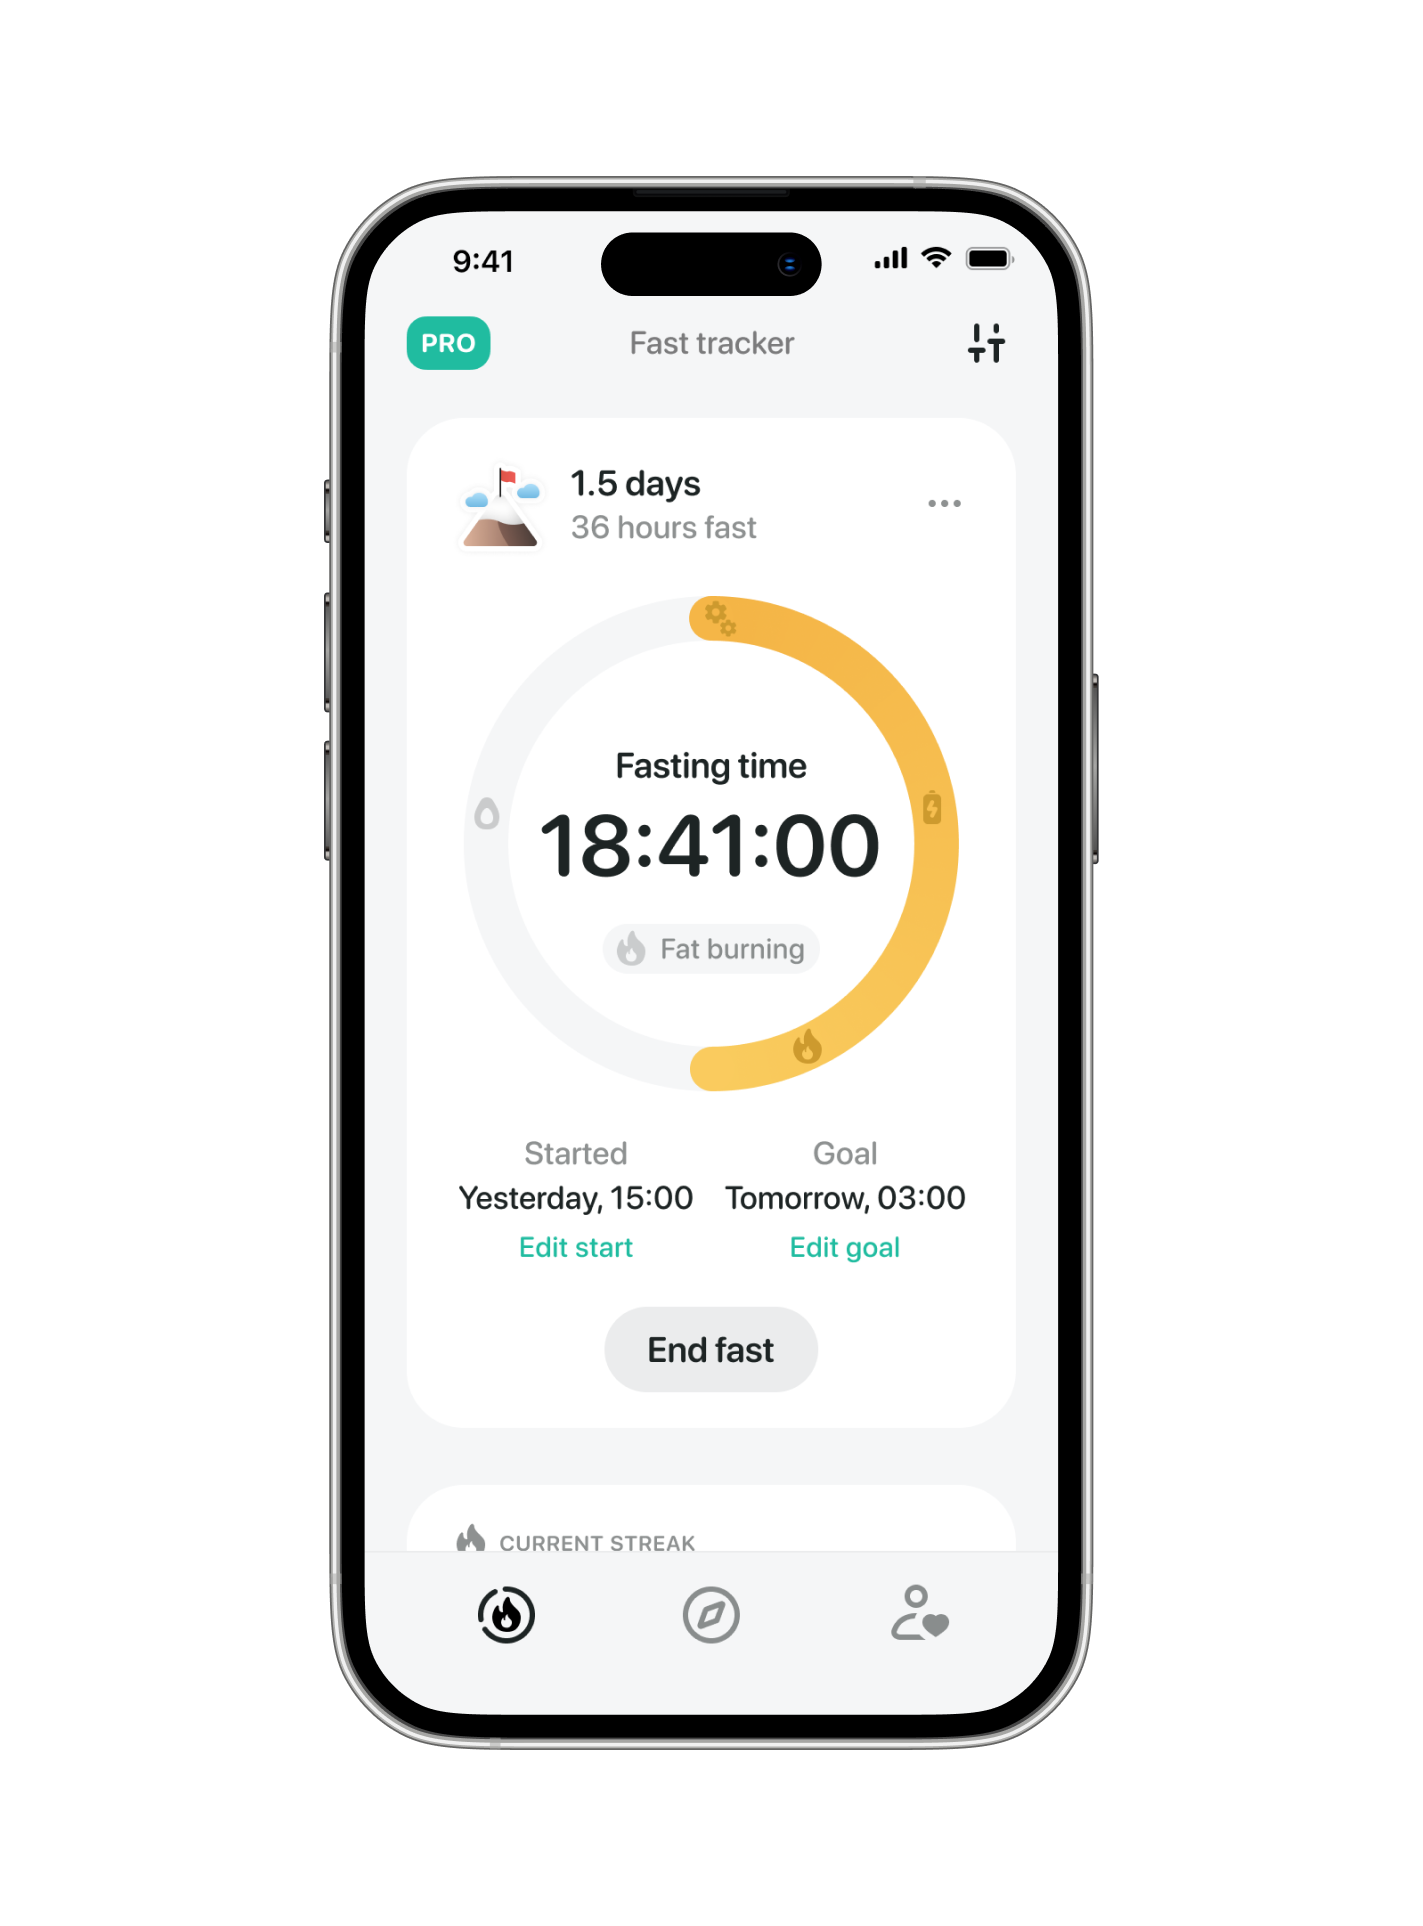 9:41
PRO
Fast tracker
1.5 days
36 hours fast
Fasting time
18:41:00
Fat burning
Started
Goal
Yesterday, 15:00
Tomorrow, 03:00
Edit start
Edit goal
End fast
CURRENT STREAK